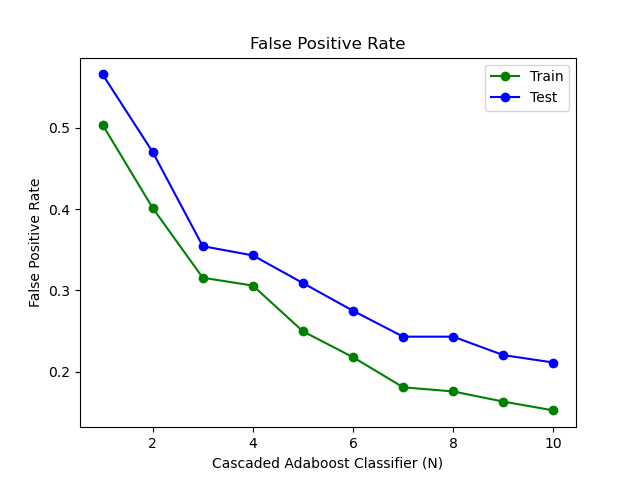 False Positive Rate
Train
Test
0.5
0.4
0.3
0.2
False Positive Rate
2
4
6
8
10
Cascaded Adaboost Classifier (N)